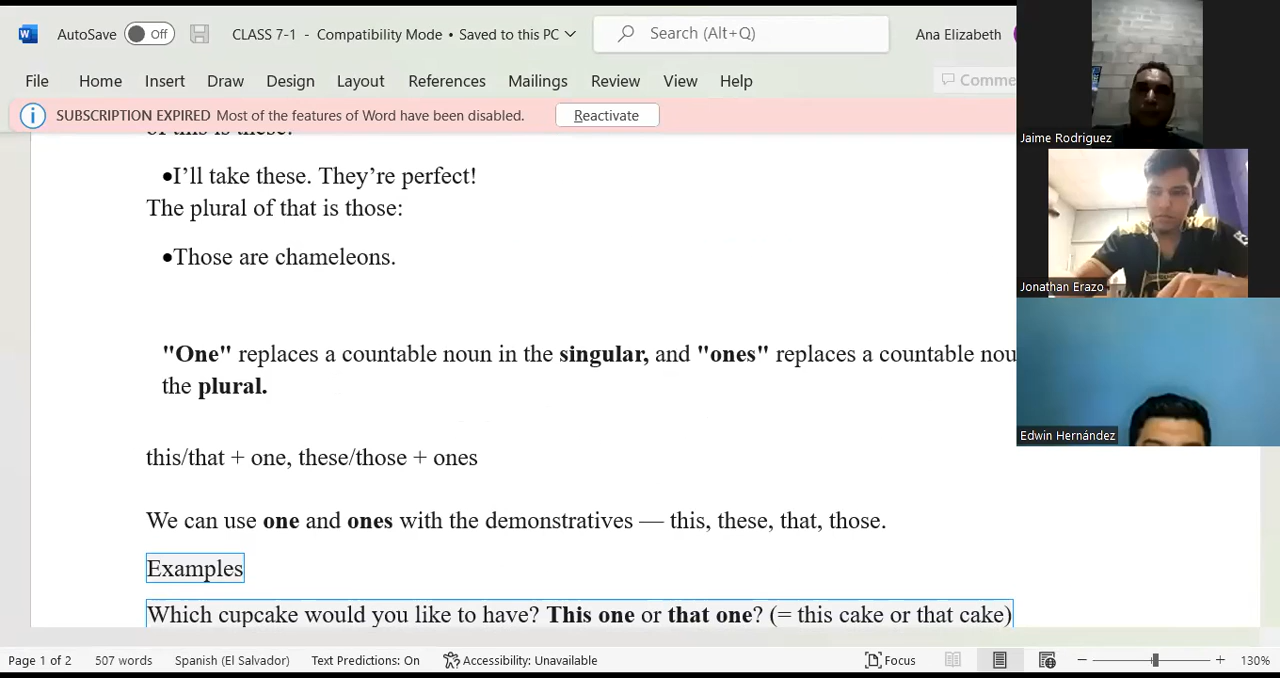 AutoSave Off CLASS 7-1 - Compatibility Mode • Saved to this PC Search (Alt+Q) Ana Elizabeth
File Home Insert Draw Design Layout References Mailings Review View Help Comme
SUBSCRIPTION EXPIRED Most of the features of Word have been disabled. Reactivate
of this is these:
•I’ll take these. They’re perfect!
The plural of that is those:
•Those are chameleons.
"One" replaces a countable noun in the singular, and "ones" replaces a countable nou
the plural.
this/that + one, these/those + ones
We can use one and ones with the demonstratives — this, these, that, those.
Examples
Which cupcake would you like to have? This one or that one? (= this cake or that cake)
Page 1 of 2 507 words Spanish (El Salvador) Text Predictions: On Accessibility: Unavailable Focus 130%
Jaime Rodriguez
Jonathan Erazo
Edwin Hernández